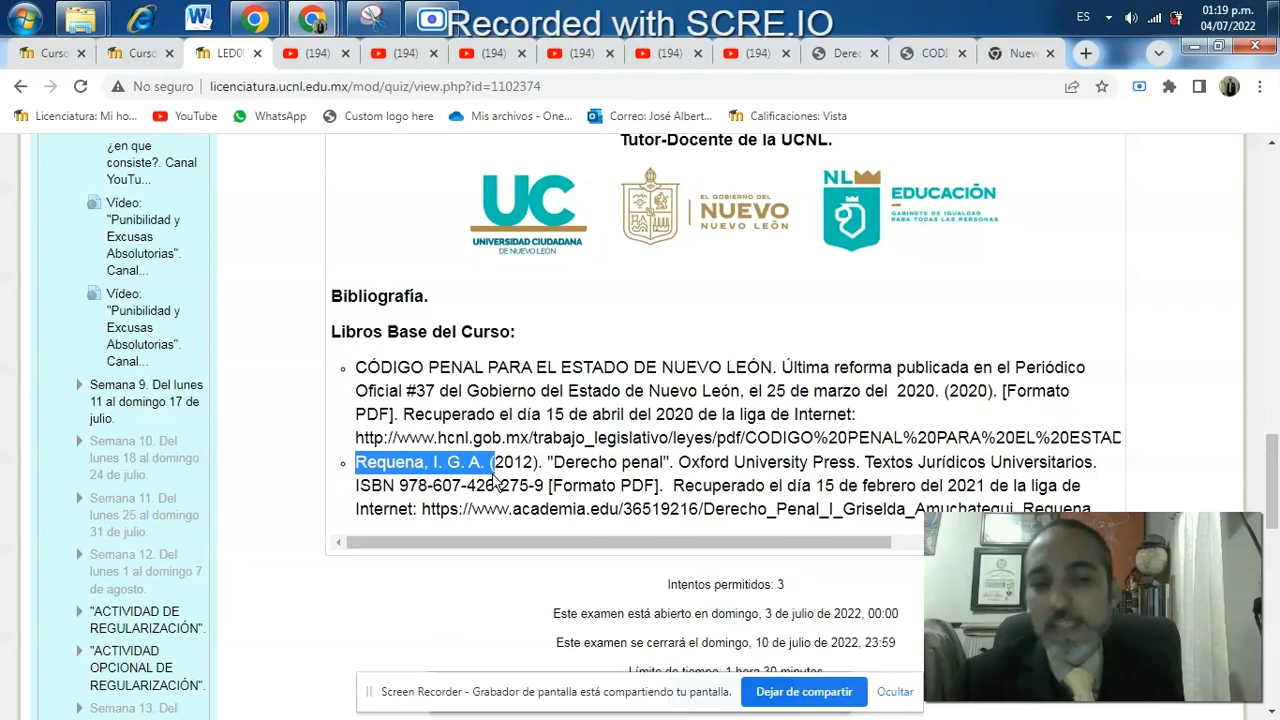 Recorded with SCRE.IO
ES
01:19 p.m.
04/07/2022
Curso
Curso
LEDO
(194)
(194)
(194)
(194)
(194)
(194)
Derec
CODI
Nuev
No seguro
licenciatura.ucnl.edu.mx/mod/quiz/view.php?id=1102374
Licenciatura: Mi ho...
YouTube
WhatsApp
Custom logo here
Mis archivos - One...
Correo: José Albert...
Calificaciones: Vista
¿en que
consiste?. Canal
YouTu...
Vídeo:
"Punibilidad y
Excusas
Absolutorias".
Canal...
Vídeo:
"Punibilidad y
Excusas
Absolutorias".
Canal...
Semana 9. Del lunes
11 al domingo 17 de
julio.
Semana 10. Del
lunes 18 al domingo
24 de julio.
Semana 11. Del
lunes 25 al domingo
31 de julio.
Semana 12. Del
lunes 1 al domingo 7
de agosto.
"ACTIVIDAD DE
REGULARIZACIÓN".
"ACTIVIDAD
OPCIONAL DE
REGULARIZACIÓN".
Semana 13. Del
Tutor-Docente de la UCNL.
UC
UNIVERSIDAD CIUDADANA
DE NUEVO LEÓN
EL GOBIERNO DEL
NUEVO
NUEVO LEÓN
NL
EDUCACIÓN
GABINETE DE IGUALDAD
PARA TODAS LAS PERSONAS
Bibliografía.
Libros Base del Curso:
CÓDIGO PENAL PARA EL ESTADO DE NUEVO LEÓN. Última reforma publicada en el Periódico
Oficial #37 del Gobierno del Estado de Nuevo León, el 25 de marzo del 2020. (2020). [Formato
PDF]. Recuperado el día 15 de abril del 2020 de la liga de Internet:
http://www.hcnl.gob.mx/trabajo_legislativo/leyes/pdf/CODIGO%20PENAL%20PARA%20EL%20ESTAD
Requena, I. G. A. (2012). "Derecho penal". Oxford University Press. Textos Jurídicos Universitarios.
ISBN 978-607-426-275-9 [Formato PDF]. Recuperado el día 15 de febrero del 2021 de la liga de
Internet: https://www.academia.edu/36519216/Derecho_Penal_I_Griselda_Amuchategui_Requena
Intentos permitidos: 3
Este examen está abierto en domingo, 3 de julio de 2022, 00:00
Este examen se cerrará el domingo, 10 de julio de 2022, 23:59
Límite de tiempo: 1 hora 30 minutos
Screen Recorder - Grabador de pantalla está compartiendo tu pantalla.
Dejar de compartir
Ocultar